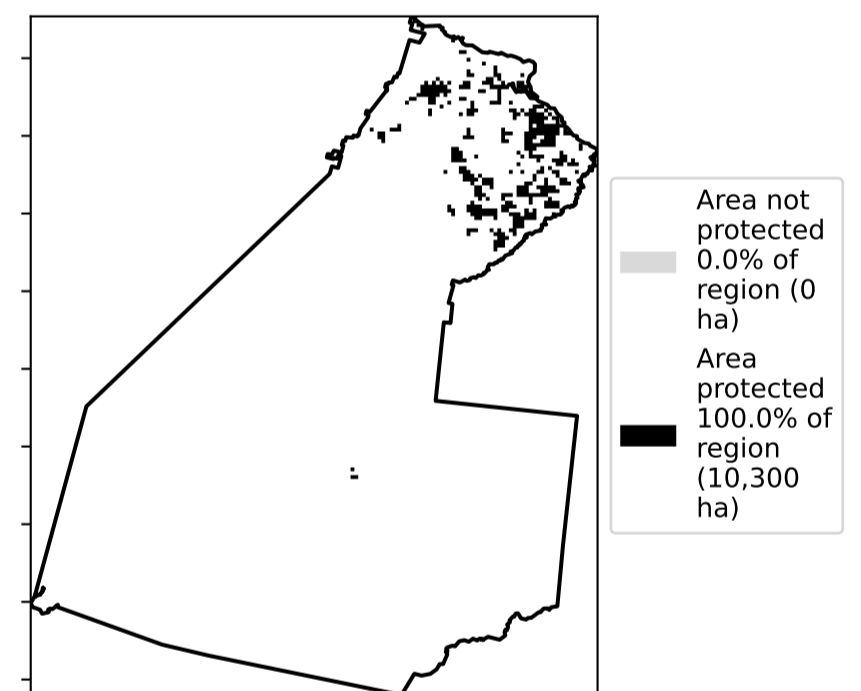 Area not
protected
0.0% of
region (0
ha)
Area
protected
100.0% of
region
(10,300
ha)